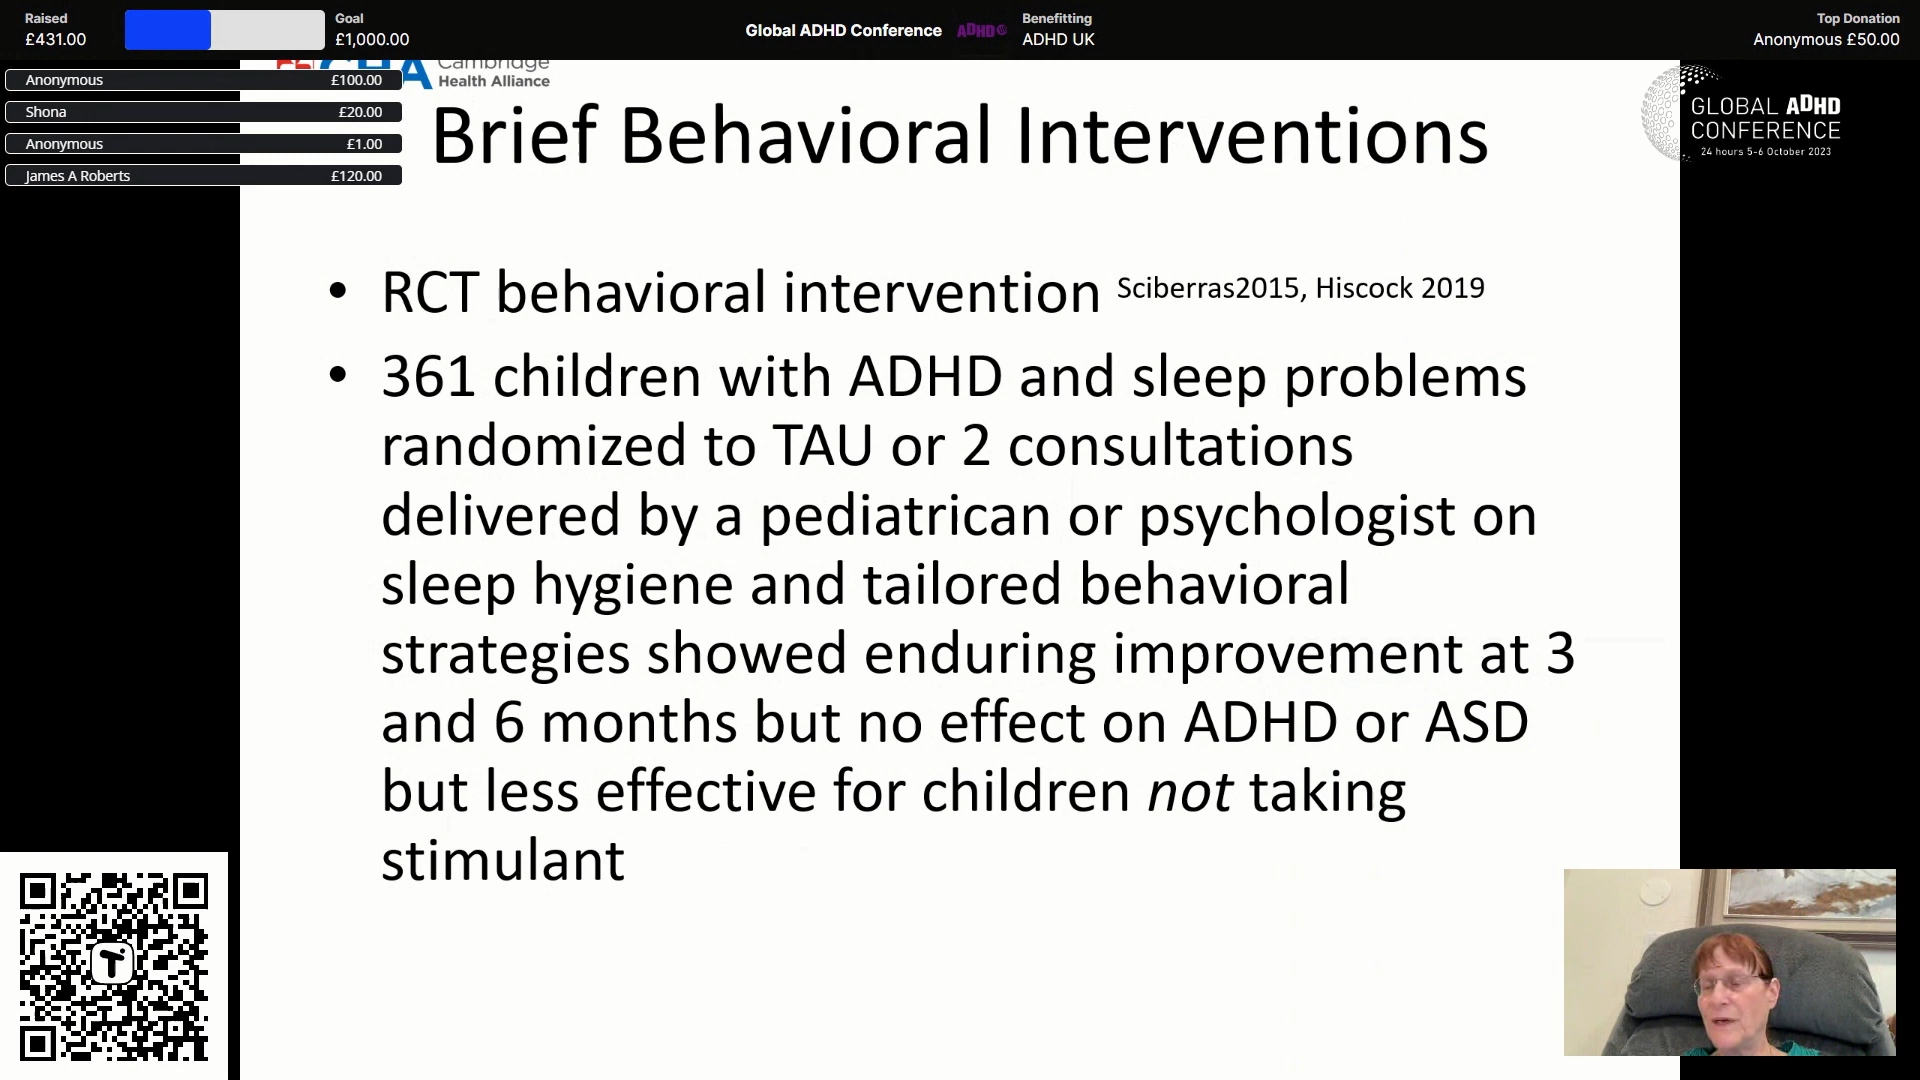 Raised
£431.00
Goal
£1,000.00
Global ADHD Conference
ADHD
Benefitting
ADHD UK
Top Donation
Anonymous £50.00
Anonymous £100.00
Shona £20.00
Anonymous £1.00
James A Roberts £120.00
CHA
Cambridge
Health Alliance
GLOBAL ADHD
CONFERENCE
24 hours 5-6 October 2023
Brief Behavioral Interventions
• RCT behavioral intervention Sciberras2015, Hiscock 2019
• 361 children with ADHD and sleep problems
randomized to TAU or 2 consultations
delivered by a pediatrican or psychologist on
sleep hygiene and tailored behavioral
strategies showed enduring improvement at 3
and 6 months but no effect on ADHD or ASD
but less effective for children not taking
stimulant